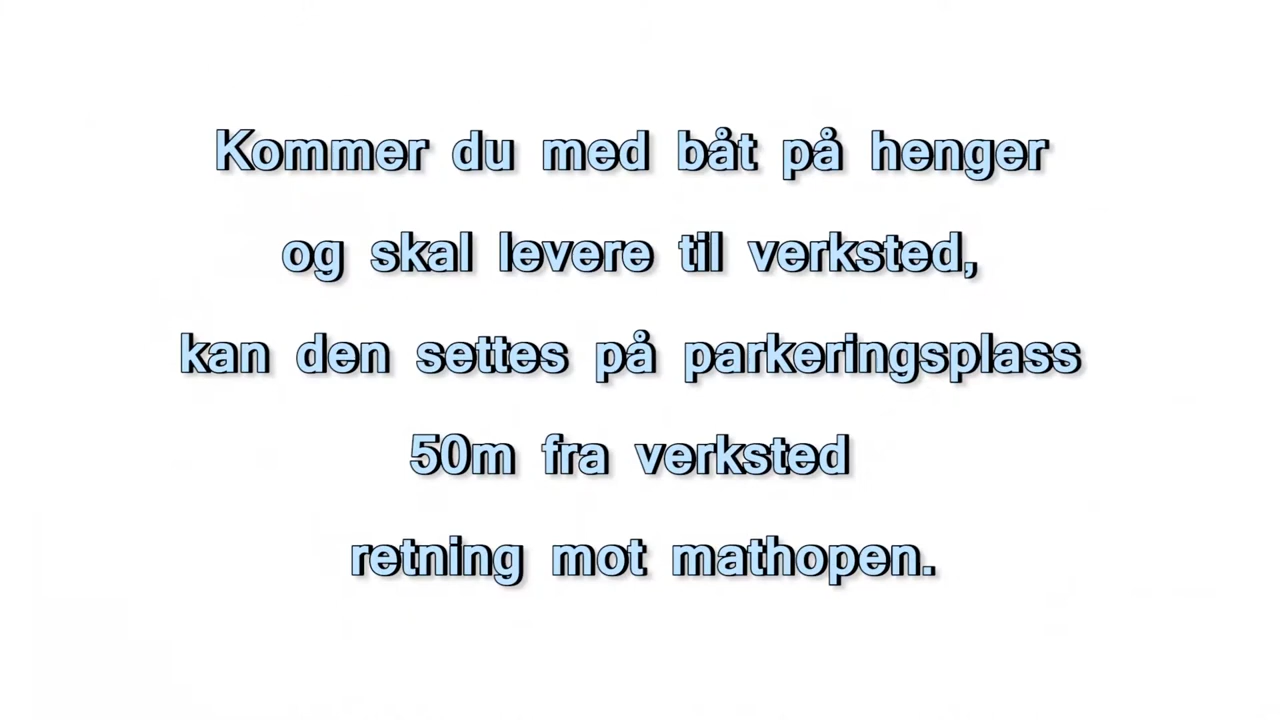 Kommer du med båt på henger
og skal levere til verksted,
kan den settes på parkeringsplass
50m fra verksted
retning mot mathopen.